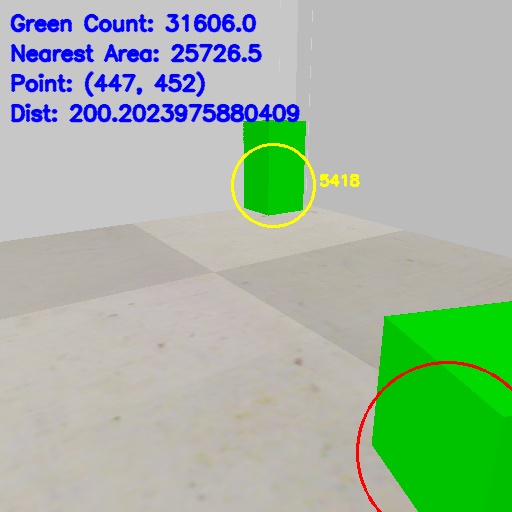 Green Count: 31606.0
Nearest Area: 25726.5
Point: (447, 452)
Dist: 200.2023975880409
5418